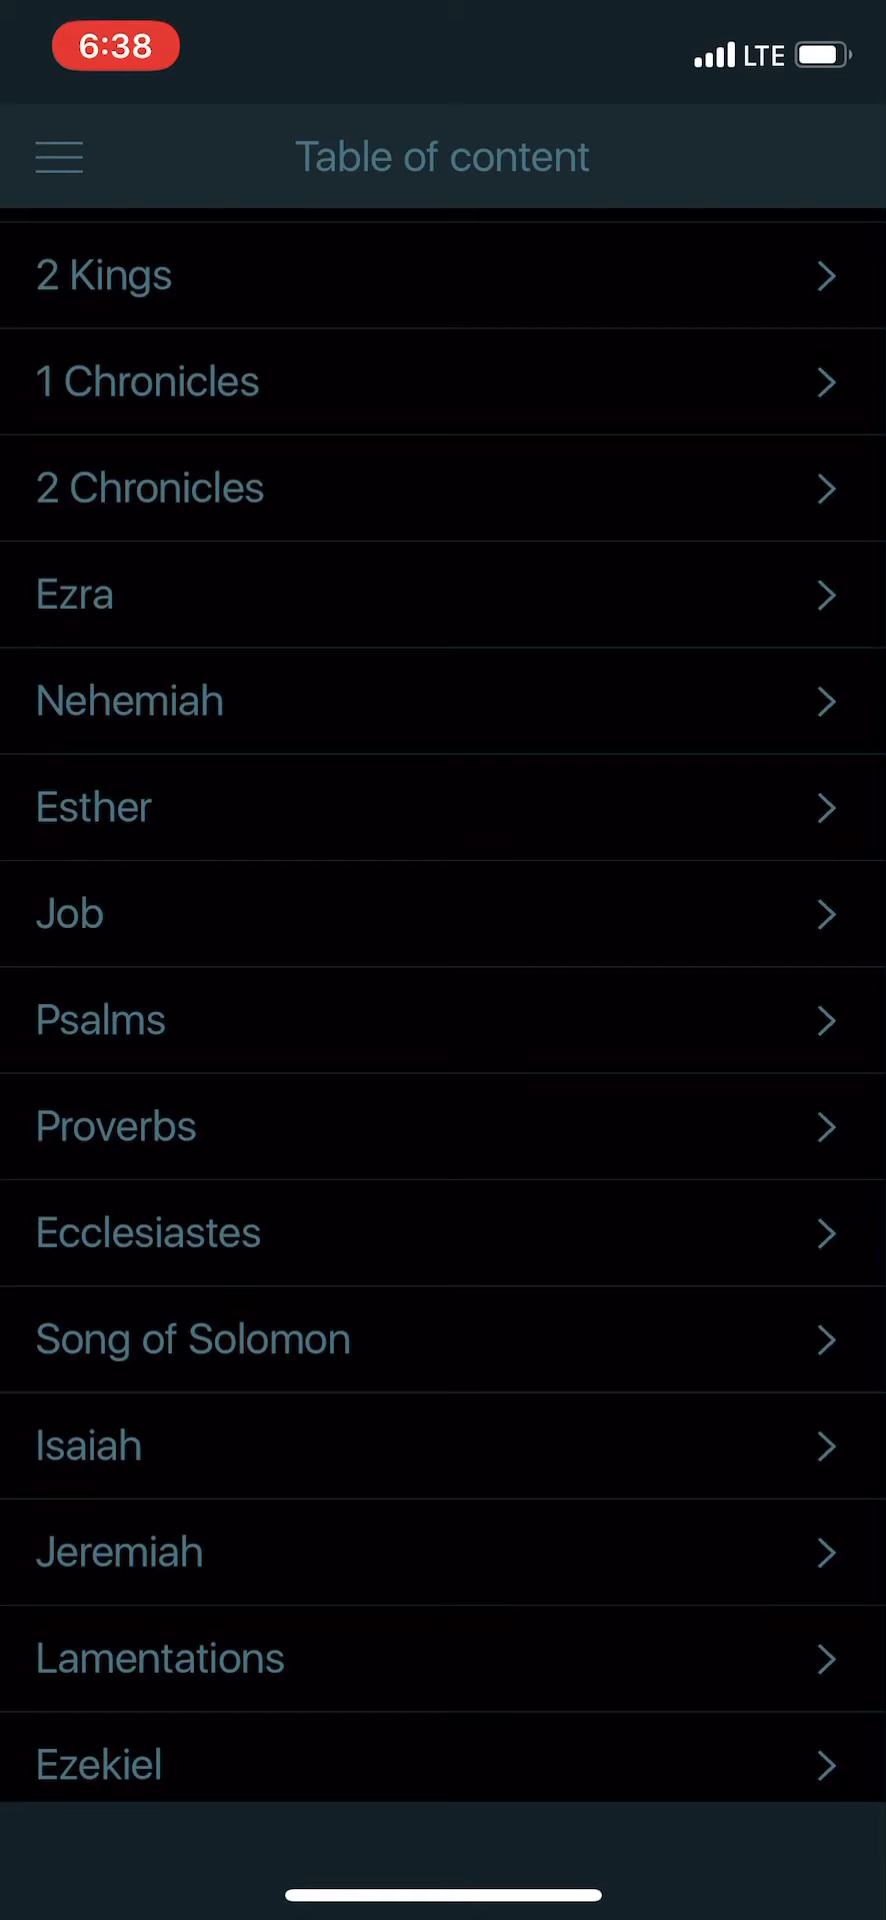 6:38
LTE
Table of content
2 Kings
1 Chronicles
2 Chronicles
Ezra
Nehemiah
Esther
Job
Psalms
Proverbs
Ecclesiastes
Song of Solomon
Isaiah
Jeremiah
Lamentations
Ezekiel